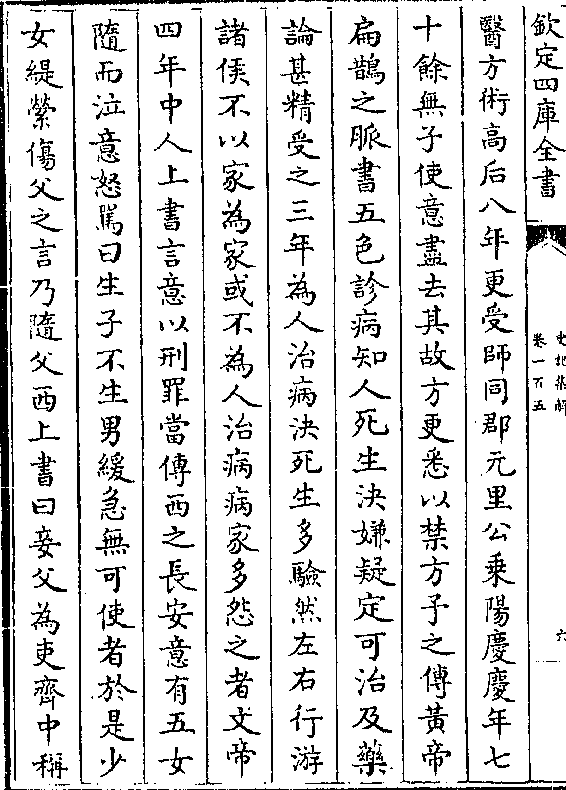 欽定四庫全書
史記集解
卷一百五
六
醫方術高后八年更受師同郡元里公乘陽慶慶年七
十餘無子使意盡去其故方更悉以禁方予之傳黃帝
扁鵲之脈書五色診病知人死生決嫌疑定可治及藥
論甚精受之三年為人治病決死生多驗然左右行游
諸侯不以家為家或不為人治病病家多怨之者文帝
四年中人上書言意以刑罪當傳西之長安意有五女
隨而泣意怒罵曰生子不生男緩急無可使者於是少
女緹縈傷父之言乃隨父西上書曰妾父為吏齊中稱